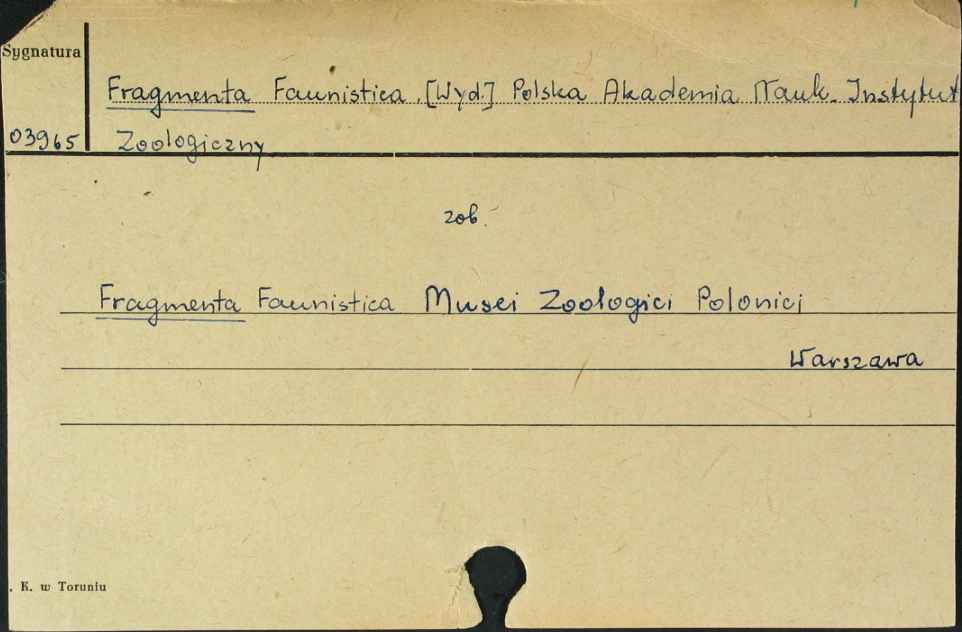 Sygnatura
Fragmenta Faunistica. [Wyd.] Polska Akademia Nauk. Instytut
03965 Zoologiczny
zob.
Fragmenta Faunistica Musei Zoologici Polonici
Warszawa
. K. w Toruniu